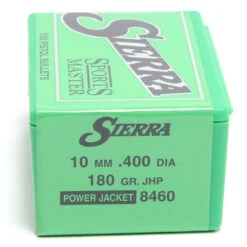 SIERRA
SPORTS
MASTER
100 PISTOL BULLETS
SIERRA
10 MM .400 DIA
180 GR. JHP
POWER JACKET 8460